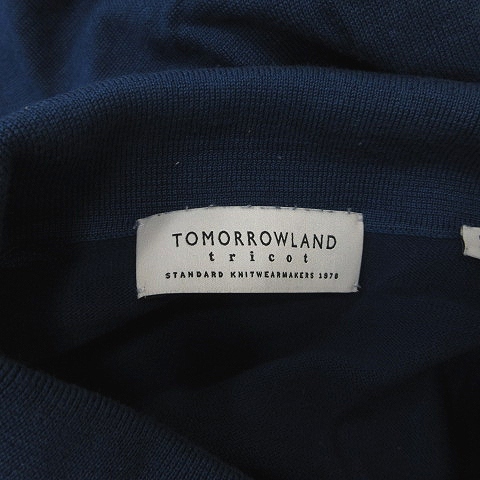 TOMORROWLAND
tricot
STANDARD KNITWEARMAKERS 1978